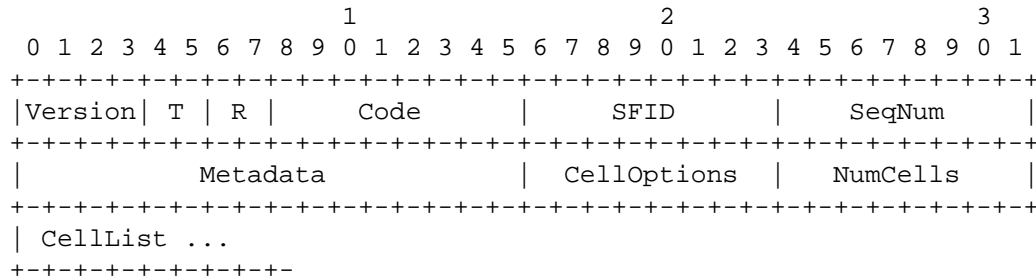 1                   2                   3
 0 1 2 3 4 5 6 7 8 9 0 1 2 3 4 5 6 7 8 9 0 1 2 3 4 5 6 7 8 9 0 1
+-+-+-+-+-+-+-+-+-+-+-+-+-+-+-+-+-+-+-+-+-+-+-+-+-+-+-+-+-+-+-+-+
|Version| T | R |     Code      |     SFID      |    SeqNum     |
+-+-+-+-+-+-+-+-+-+-+-+-+-+-+-+-+-+-+-+-+-+-+-+-+-+-+-+-+-+-+-+-+
|           Metadata            |  CellOptions  |   NumCells    |
+-+-+-+-+-+-+-+-+-+-+-+-+-+-+-+-+-+-+-+-+-+-+-+-+-+-+-+-+-+-+-+-+
| CellList ...
+-+-+-+-+-+-+-+-+-